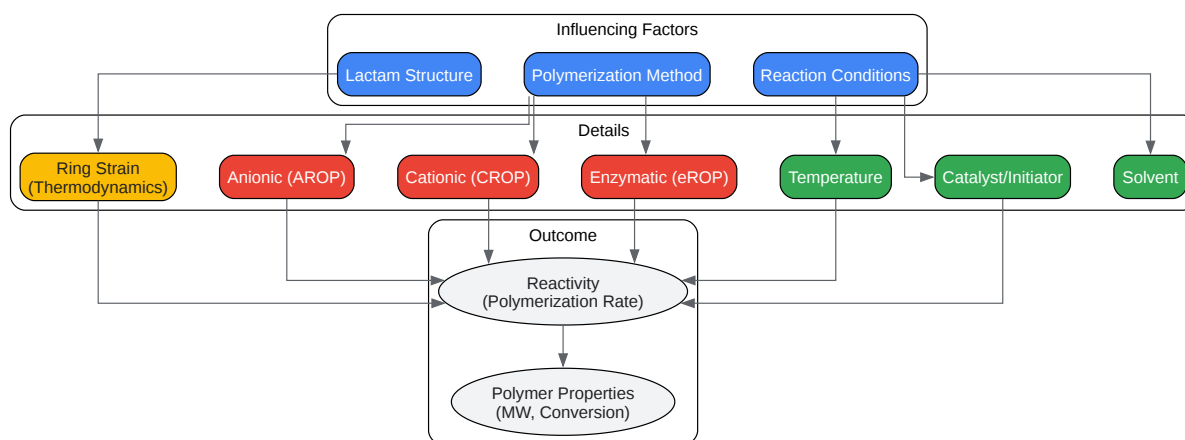 Influencing Factors
Lactam Structure
Polymerization Method
Reaction Conditions
Details
Ring Strain
(Thermodynamics)
Anionic (AROP)
Cationic (CROP)
Enzymatic (eROP)
Temperature
Catalyst/Initiator
Solvent
Outcome
Reactivity
(Polymerization Rate)
Polymer Properties
(MW, Conversion)